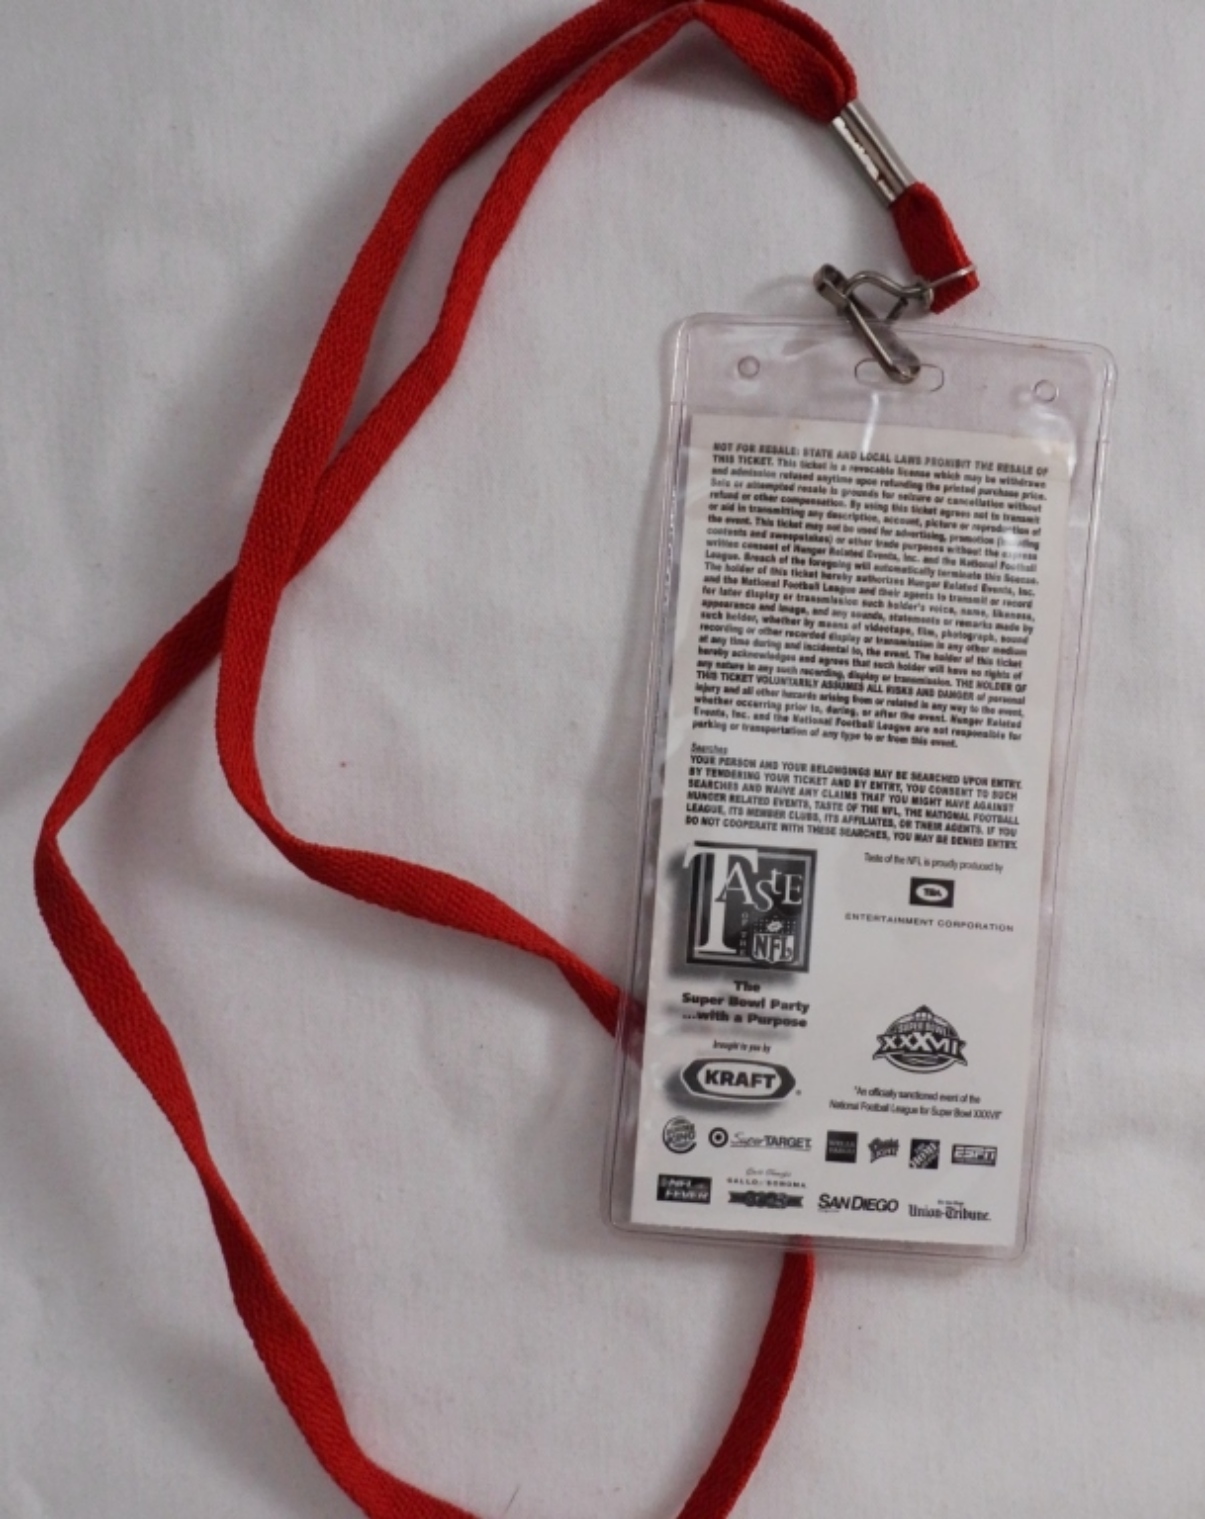 NOT FOR RESALE: STATE AND LOCAL LAWS PROHIBIT THE RESALE OF
THIS TICKET. This ticket is a revocable license which may be withdrawn
and admission refused anytime upon refunding the printed purchase price.
Sale or attempted resale is grounds for seizure or cancellation without
refund or other compensation. By using this ticket agrees not to transmit
or aid in transmitting any description, account, picture or reproduction of
the event. This ticket may not be used for advertising, promotion (including
contests and sweepstakes) or other trade purposes without the express
written consent of Hunger Related Events, Inc. and the National Football
League. Breach of the foregoing will automatically terminate this license.
The holder of this ticket hereby authorizes Hunger Related Events, Inc.
and the National Football League and their agents to transmit or record
for later display or transmission such holder's voice, name, likeness,
appearance and image, and any sounds, statements or remarks made by
such holder, whether by means of videotape, film, photograph, sound
recording or other recorded display or transmission in any other medium
at any time during and incidental to, the event. The holder of this ticket
hereby acknowledges and agrees that such holder will have no rights of
any nature in any such recording, display or transmission. THE HOLDER OF
THIS TICKET VOLUNTARILY ASSUMES ALL RISKS AND DANGER of personal
injury and all other hazards arising from or related in any way to the event,
whether occurring prior to, during, or after the event. Hunger Related
Events, Inc. and the National Football League are not responsible for
parking or transportation of any type to or from this event.
Searches
YOUR PERSON AND YOUR BELONGINGS MAY BE SEARCHED UPON ENTRY.
BY TENDERING YOUR TICKET AND BY ENTRY, YOU CONSENT TO SUCH
SEARCHES AND WAIVE ANY CLAIMS THAT YOU MIGHT HAVE AGAINST
HUNGER RELATED EVENTS, TASTE OF THE NFL, THE NATIONAL FOOTBALL
LEAGUE, ITS MEMBER CLUBS, ITS AFFILIATES, OR THEIR AGENTS. IF YOU
DO NOT COOPERATE WITH THESE SEARCHES, YOU MAY BE DENIED ENTRY.
TASTE
OF THE
NFL
The
Super Bowl Party
...with a Purpose
brought to you by
KRAFT
Taste of the NFL is proudly produced by
TBA
ENTERTAINMENT CORPORATION
SUPER BOWL
XXXVII
"An officially sanctioned event of the
National Football League for Super Bowl XXXVII"
BURGER KING
SuperTARGET
WELLS FARGO
Coors Light
THE HOME DEPOT
ESPN
NFL FEVER
GALLO of SONOMA
SAN DIEGO
Union-Tribune.